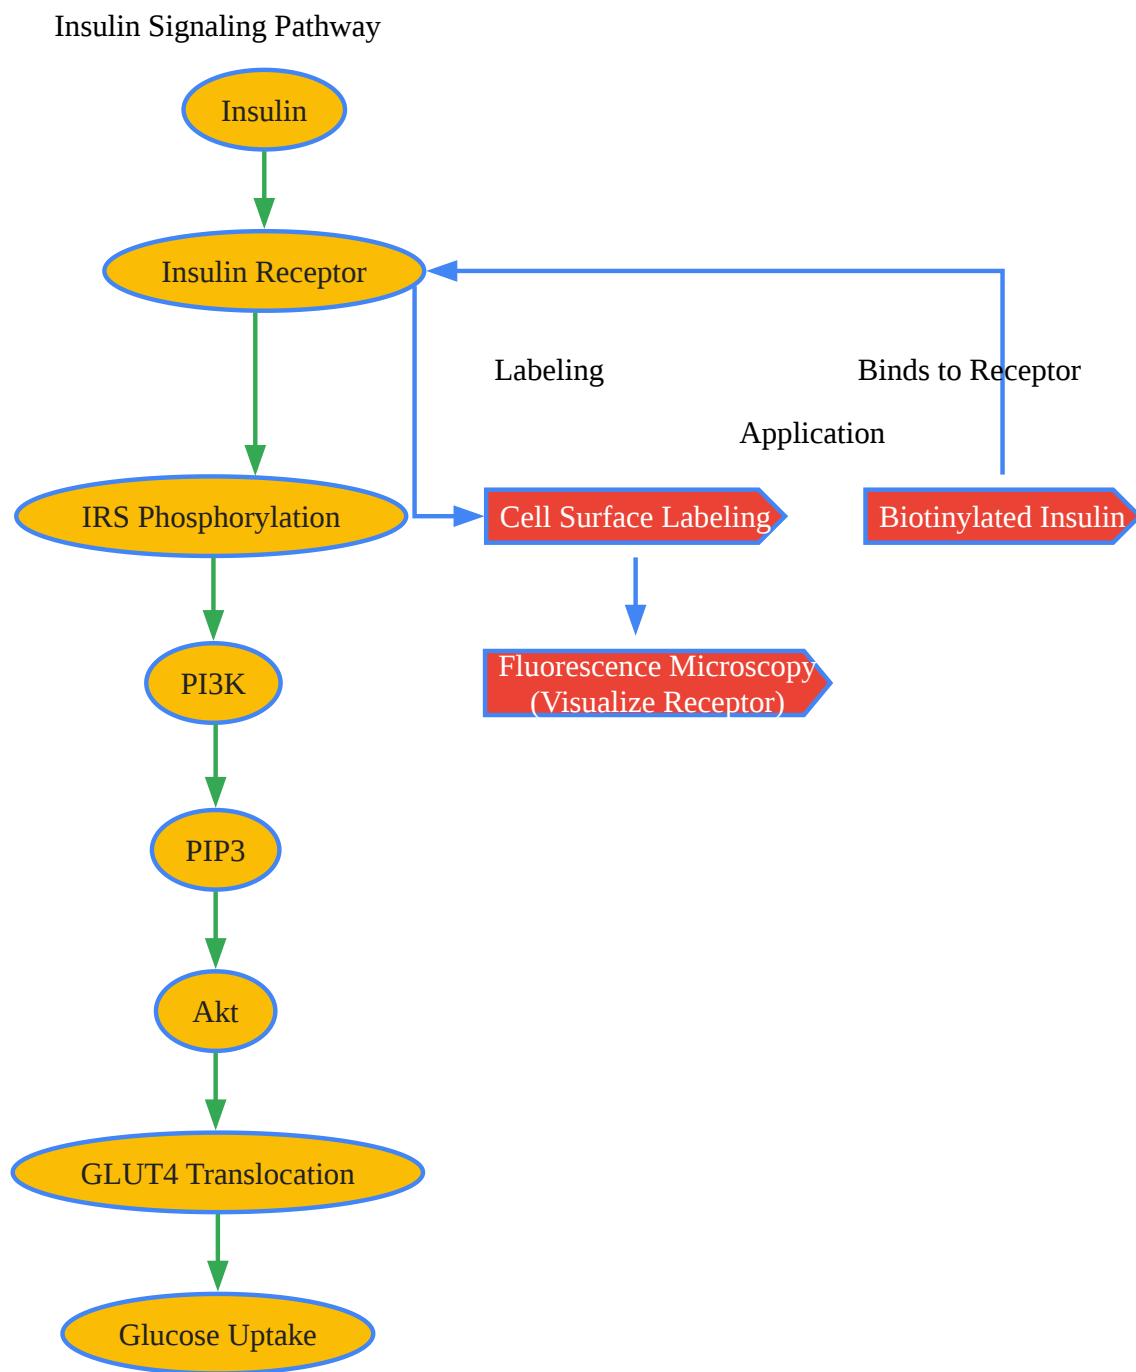 Insulin Signaling Pathway
Insulin
Insulin Receptor
Labeling
Binds to Receptor
Application
IRS Phosphorylation
Cell Surface Labeling
Biotinylated Insulin
Fluorescence Microscopy
(Visualize Receptor)
PI3K
PIP3
Akt
GLUT4 Translocation
Glucose Uptake